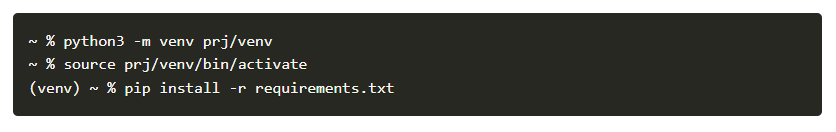 ~ % python3 -m venv prj/venv
~ % source prj/venv/bin/activate
(venv) ~ % pip install -r requirements.txt